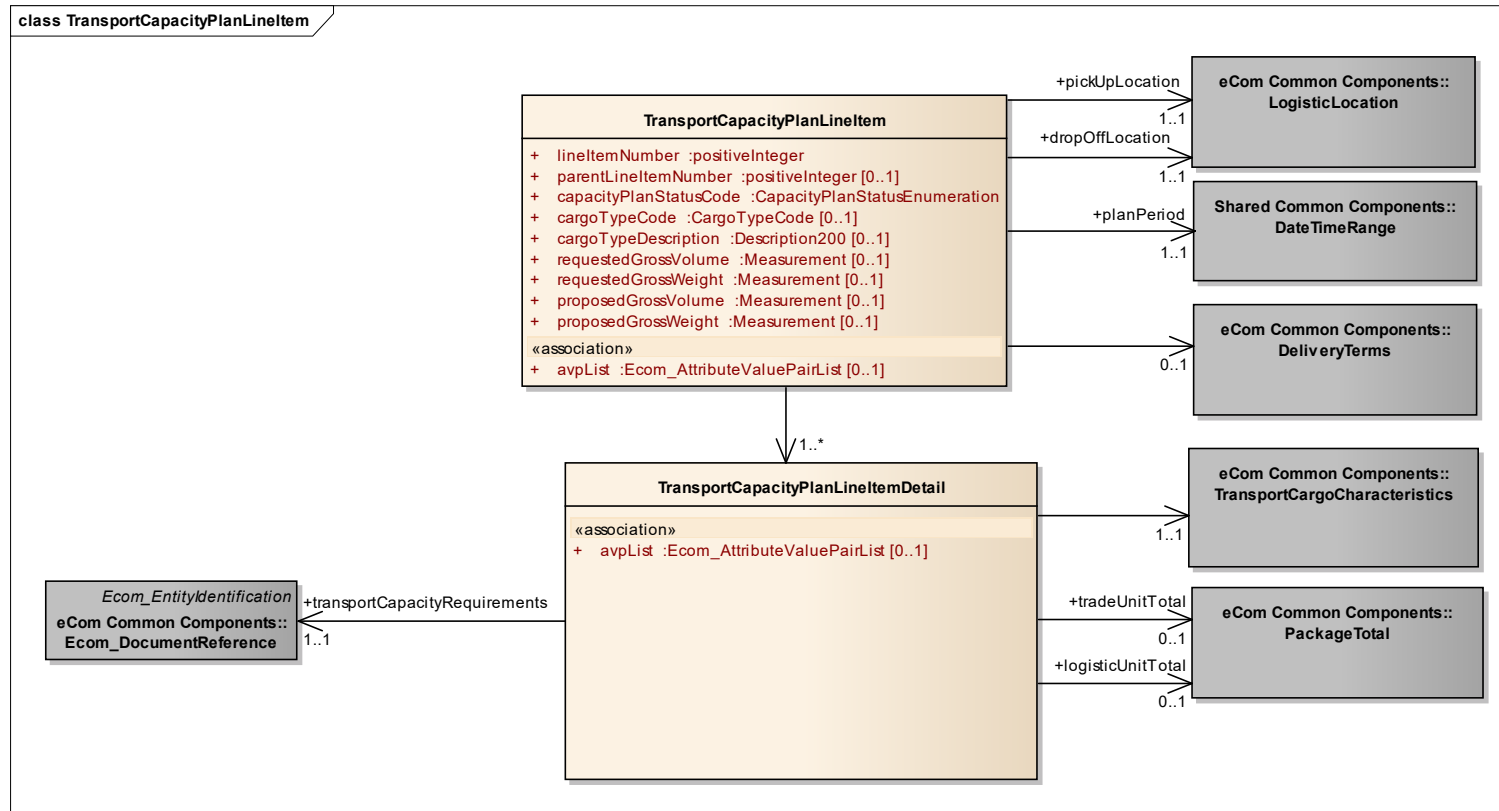 class TransportCapacityPlanLineItem
TransportCapacityPlanLineItem
+ lineItemNumber :positiveInteger
+ parentLineItemNumber :positiveInteger [0..1]
+ capacityPlanStatusCode :CapacityPlanStatusEnumeration
+ cargoTypeCode :CargoTypeCode [0..1]
+ cargoTypeDescription :Description200 [0..1]
+ requestedGrossVolume :Measurement [0..1]
+ requestedGrossWeight :Measurement [0..1]
+ proposedGrossVolume :Measurement [0..1]
+ proposedGrossWeight :Measurement [0..1]
«association»
+ avpList :Ecom_AttributeValuePairList [0..1]
+pickUpLocation
1..1
+dropOffLocation
1..1
eCom Common Components::
LogisticLocation
+planPeriod
1..1
Shared Common Components::
DateTimeRange
0..1
eCom Common Components::
DeliveryTerms
1..*
TransportCapacityPlanLineItemDetail
«association»
+ avpList :Ecom_AttributeValuePairList [0..1]
1..1
eCom Common Components::
TransportCargoCharacteristics
+tradeUnitTotal
0..1
+logisticUnitTotal
0..1
eCom Common Components::
PackageTotal
+transportCapacityRequirements
1..1
Ecom_EntityIdentification
eCom Common Components::
Ecom_DocumentReference